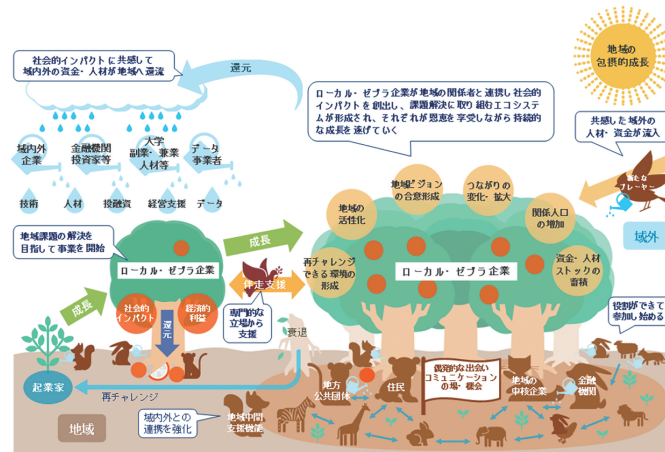 社会的インパクトに共感して
域内外の資金・人材が地域へ還流
還元
地域の
包摂的成長
ローカル・ゼブラ企業が地域の関係者と連携し社会的
インパクトを創出し、課題解決に取り組むエコシステ
ムが形成され、それぞれが恩恵を享受しながら持続的
な成長を遂げていく
共感した域外の
人材・資金が流入
域内外
企業
金融機関
投資家等
大学
副業・兼業
人材等
データ
事業者
技術
人材
投融資
経営支援
データ
新たな
プレーヤー
域外
地域課題の解決を
目指して事業を開始
成長
ローカル・ゼブラ企業
社会的
インパクト
経済的
利益
還元
成長
伴走支援
専門的な
立場から
支援
地域の
活性化
地域ビジョン
の合意形成
つながりの
変化・拡大
関係人口
の増加
再チャレンジ
できる環境の
形成
ローカル・ゼブラ企業
資金・人材
ストックの
蓄積
役割ができて
参加し始める
衰退
起業家
再チャレンジ
地域
域内外との
連携を強化
地域中間
支援機能
地方
公共団体
住民
偶発的な出会い
コミュニケーション
の場・機会
地域の
中核企業
金融
機関